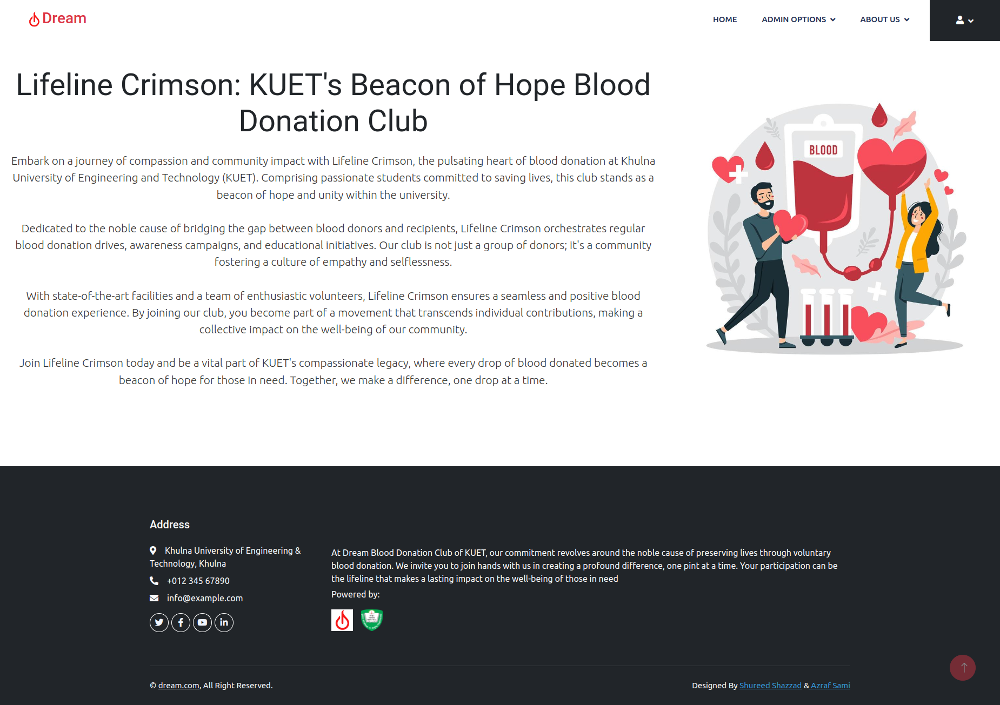 Dream
HOME
ADMIN OPTIONS
ABOUT US
Lifeline Crimson: KUET's Beacon of Hope Blood
Donation Club
Embark on a journey of compassion and community impact with Lifeline Crimson, the pulsating heart of blood donation at Khulna
University of Engineering and Technology (KUET). Comprising passionate students committed to saving lives, this club stands as a
beacon of hope and unity within the university.
Dedicated to the noble cause of bridging the gap between blood donors and recipients, Lifeline Crimson orchestrates regular
blood donation drives, awareness campaigns, and educational initiatives. Our club is not just a group of donors; it's a community
fostering a culture of empathy and selflessness.
With state-of-the-art facilities and a team of enthusiastic volunteers, Lifeline Crimson ensures a seamless and positive blood
donation experience. By joining our club, you become part of a movement that transcends individual contributions, making a
collective impact on the well-being of our community.
Join Lifeline Crimson today and be a vital part of KUET's compassionate legacy, where every drop of blood donated becomes a
beacon of hope for those in need. Together, we make a difference, one drop at a time.
BLOOD
Address
Khulna University of Engineering &
Technology, Khulna
+012 345 67890
info@example.com
At Dream Blood Donation Club of KUET, our commitment revolves around the noble cause of preserving lives through voluntary
blood donation. We invite you to join hands with us in creating a profound difference, one pint at a time. Your participation can be
the lifeline that makes a lasting impact on the well-being of those in need
Powered by:
© dream.com, All Right Reserved.
Designed By Shureed Shazzad & Azraf Sami